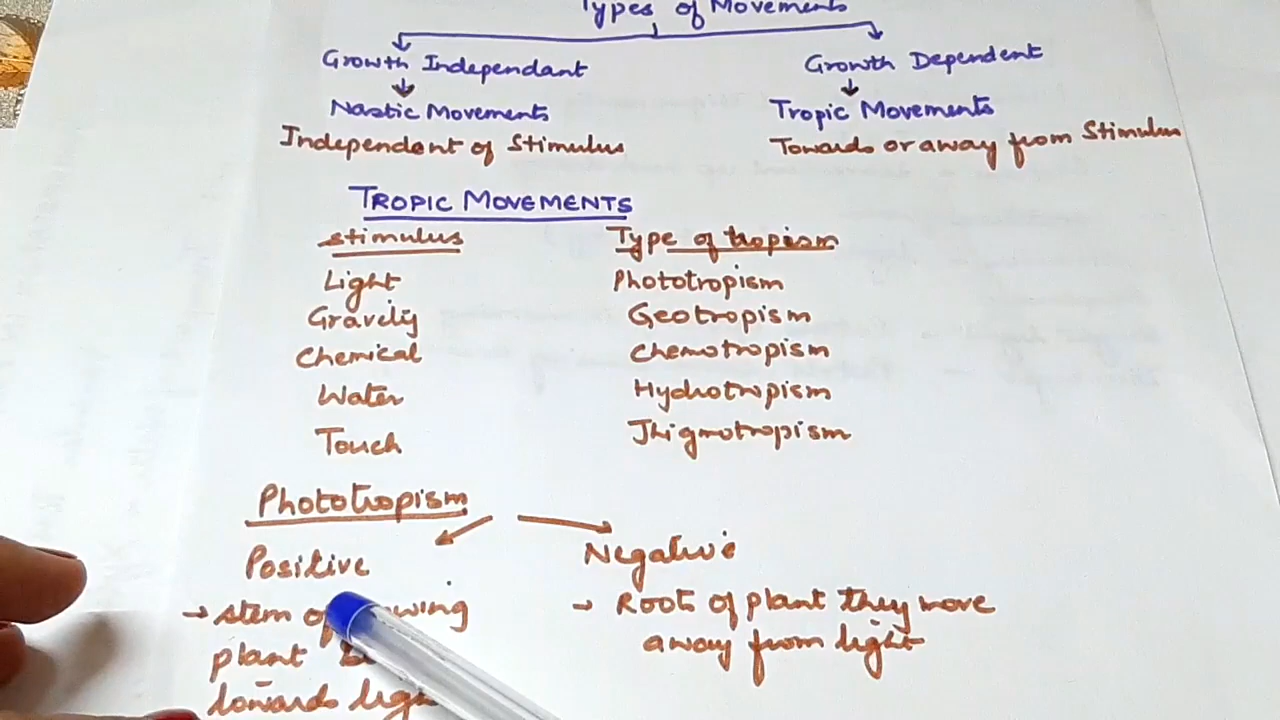 Types of Movements
Growth Independant
Growth Dependent
Nastic Movements
Tropic Movements
Independent of Stimulus
Towards or away from Stimulus
TROPIC MOVEMENTS
Stimulus
Type of tropism
Light
Phototropism
Gravity
Geotropism
Chemical
Chemotropism
Water
Hydrotropism
Touch
Thigmotropism
Phototropism
Positive
Negative
→ Stem
plant
towards
→ Roots of plant they move
away from light